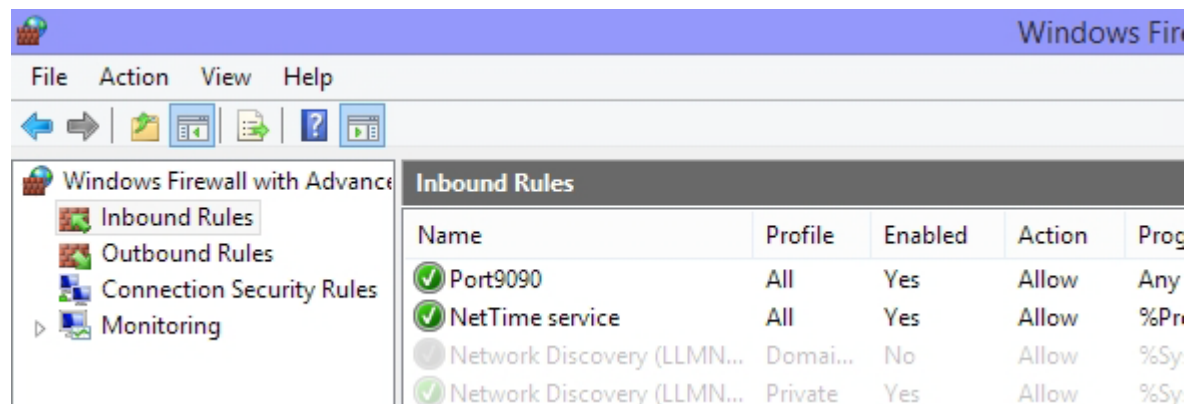 Windows Fir
File Action View Help
Windows Firewall with Advance
Inbound Rules
Outbound Rules
Connection Security Rules
Monitoring
Inbound Rules
Name Profile Enabled Action Prog
Port9090 All Yes Allow Any
NetTime service All Yes Allow %Pr
Network Discovery (LLMN... Domai... No Allow %Sy
Network Discovery (LLMN... Private Yes Allow %Sy